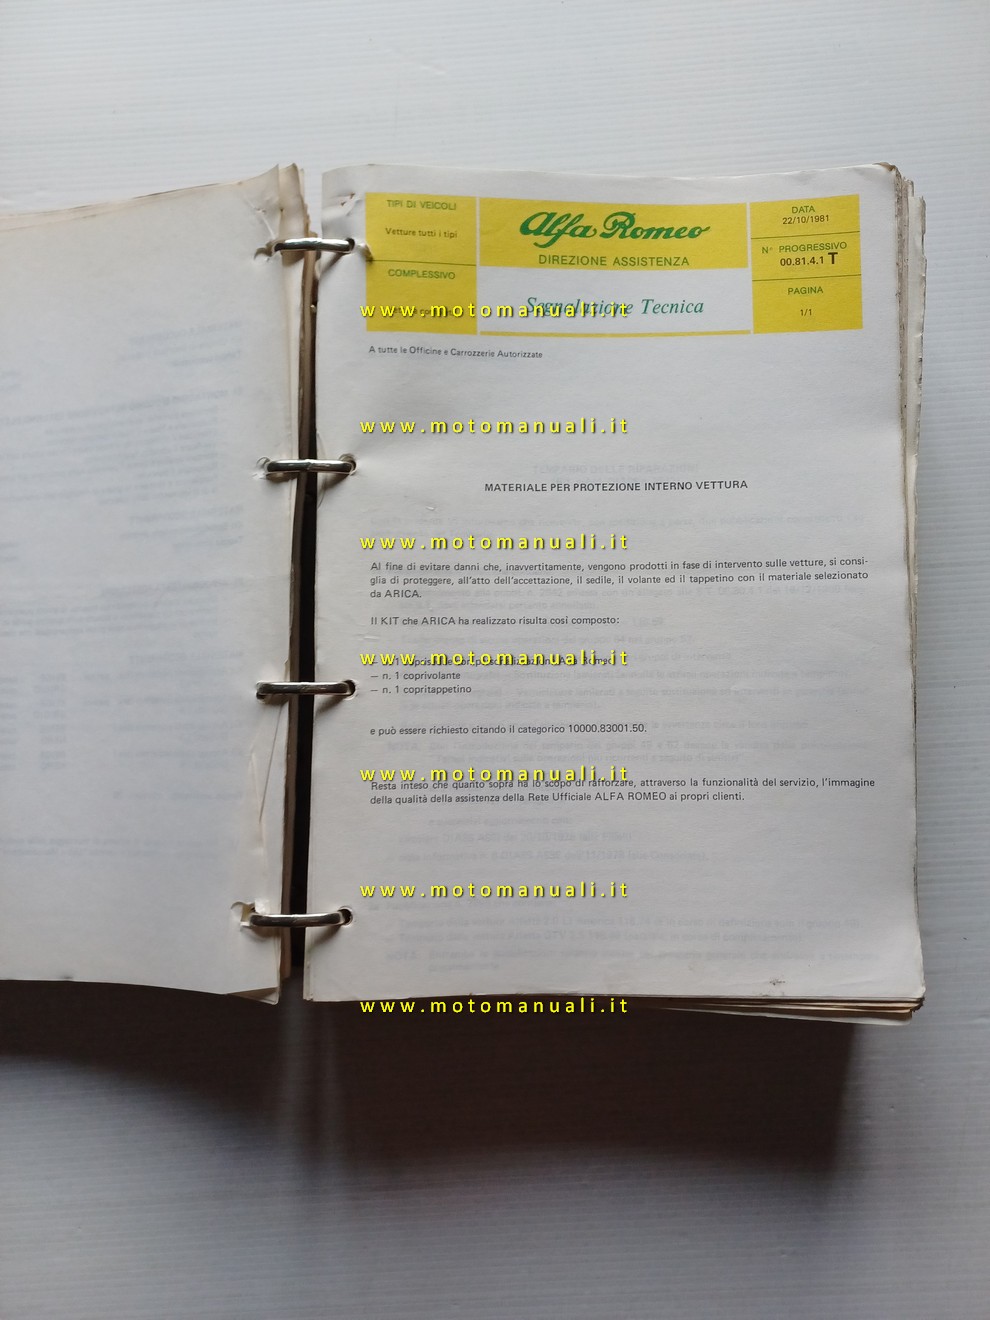 TIPI DI VEICOLI
Vetture tutti i tipi
COMPLESSIVO
Alfa Romeo
DIREZIONE ASSISTENZA
Segnalazione Tecnica
DATA
22/10/1981
N° PROGRESSIVO
00.81.4.1 T
PAGINA
1/1
www.motomanuali.it
A tutte le Officine e Carrozzerie Autorizzate
www.motomanuali.it
MATERIALE PER PROTEZIONE INTERNO VETTURA
www.motomanuali.it
Al fine di evitare danni che, inavvertitamente, vengono prodotti in fase di intervento sulle vetture, si consi-
glia di proteggere, all'atto dell'accettazione, il sedile, il volante ed il tappetino con il materiale selezionato
da ARICA.
Il KIT che ARICA ha realizzato risulta così composto:
www.motomanuali.it
— n. 1 coprivolante
— n. 1 copritappetino
e può essere richiesto citando il categorico 10000.83001.50.
www.motomanuali.it
Resta inteso che quanto sopra ha lo scopo di rafforzare, attraverso la funzionalità del servizio, l'immagine
della qualità della assistenza della Rete Ufficiale ALFA ROMEO ai propri clienti.
www.motomanuali.it
www.motomanuali.it